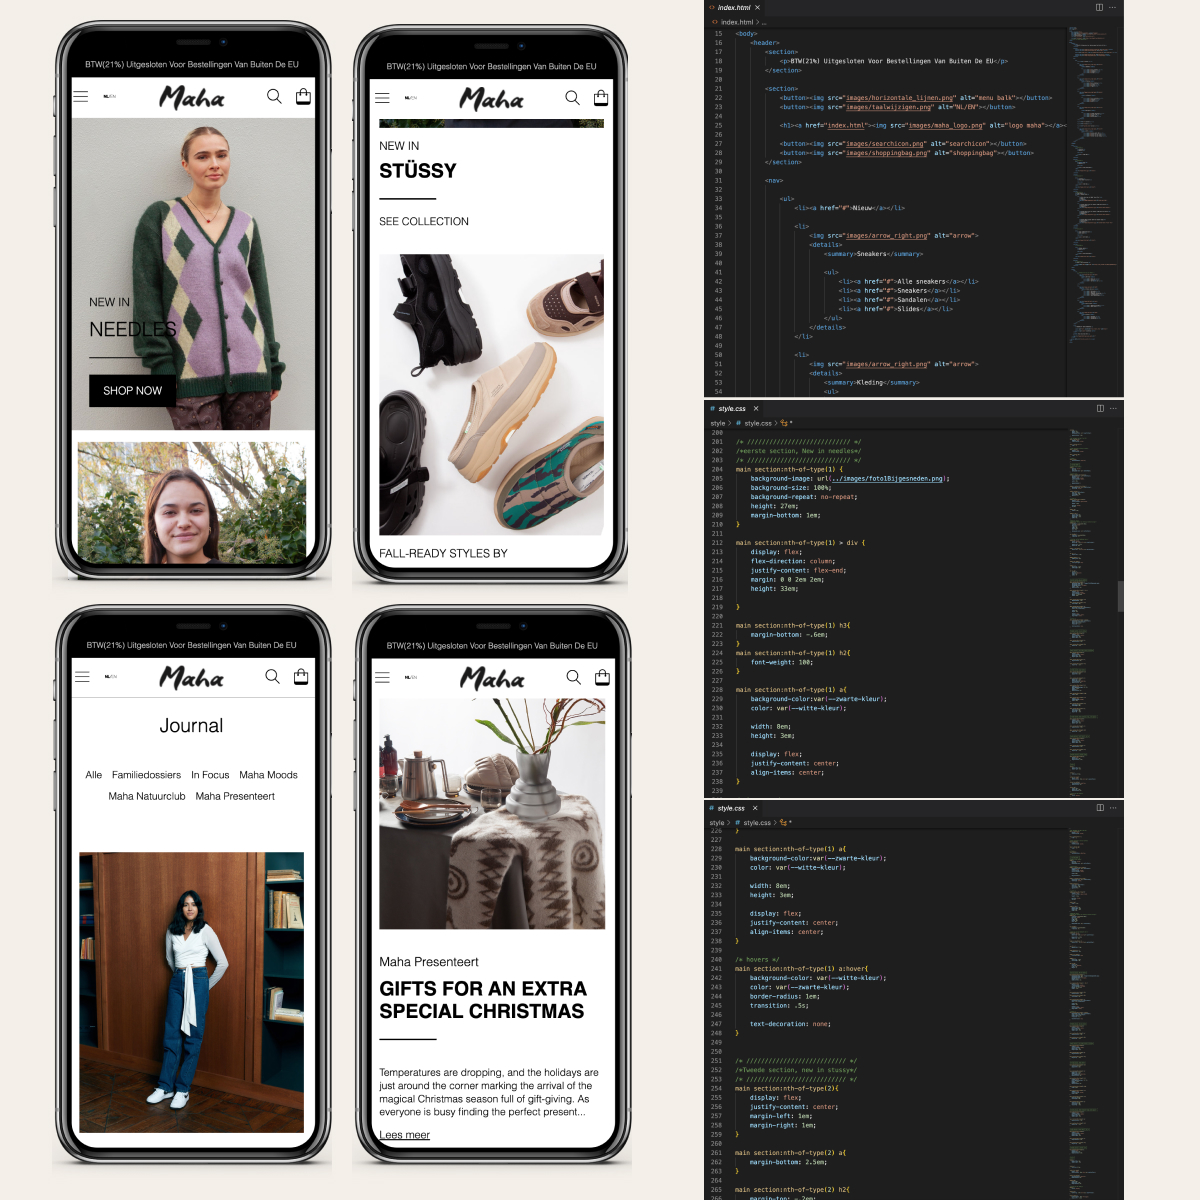 BTW(21%) Uitgesloten Voor Bestellingen Van Buiten De EU
NL/EN
Maha
NEW IN
NEEDLES
SHOP NOW
BTW(21%) Uitgesloten Voor Bestellingen Van Buiten De EU
NL/EN
Maha
NEW IN
STÜSSY
SEE COLLECTION
FALL-READY STYLES BY
BTW(21%) Uitgesloten Voor Bestellingen Van Buiten De EU
NL/EN
Maha
Journal
Alle Familiedossiers In Focus Maha Moods
Maha Natuurclub Maha Presenteert
BTW(21%) Uitgesloten Voor Bestellingen Van Buiten De EU
NL/EN
Maha
Maha Presenteert
GIFTS FOR AN EXTRA
SPECIAL CHRISTMAS
Temperatures are dropping, and the holidays are
just around the corner marking the arrival of the
magical Christmas season full of gift-giving. As
everyone is busy finding the perfect present...
Lees meer
index.html
index.html > ...
15 <body>
16 <header>
17 <section>
18 <p>BTW(21%) Uitgesloten Voor Bestellingen Van Buiten De EU</p>
19 </section>
20
21 <section>
22 <button><img src="images/horizontale_lijnen.png" alt="menu balk"></button>
23 <button><img src="images/taalwijzigen.png" alt="NL/EN"></button>
24
25 <h1><a href="index.html"><img src="images/maha_logo.png" alt="logo maha"></a><
26
27 <button><img src="images/searchicon.png" alt="searchicon"></button>
28 <button><img src="images/shoppingbag.png" alt="shoppingbag"></button>
29 </section>
30
31 <nav>
32
33 <ul>
34 <li><a href="#">Nieuw</a></li>
35
36 <li>
37 <img src="images/arrow_right.png" alt="arrow">
38 <details>
39 <summary>Sneakers</summary>
40
41 <ul>
42 <li><a href="#">Alle sneakers</a></li>
43 <li><a href="#">Sneakers</a></li>
44 <li><a href="#">Sandalen</a></li>
45 <li><a href="#">Slides</a></li>
46 </ul>
47 </details>
48 </li>
49
50 <li>
51 <img src="images/arrow_right.png" alt="arrow">
52 <details>
53 <summary>Kleding</summary>
54 <ul>
style.css
style > style.css > *
200
201 /* //////////////////////////// */
202 /*eerste section, New in needles*/
203 /* //////////////////////////// */
204 main section:nth-of-type(1) {
205 background-image: url(../images/foto1Bijgesneden.png);
206 background-size: 100%;
207 background-repeat: no-repeat;
208 height: 27em;
209 margin-bottom: 1em;
210 }
211
212 main section:nth-of-type(1) > div {
213 display: flex;
214 flex-direction: column;
215 justify-content: flex-end;
216 margin: 0 0 2em 2em;
217 height: 33em;
218
219 }
220
221 main section:nth-of-type(1) h3{
222 margin-bottom: -.6em;
223 }
224 main section:nth-of-type(1) h2{
225 font-weight: 100;
226 }
227
228 main section:nth-of-type(1) a{
229 background-color:var(--zwarte-kleur);
230 color: var(--witte-kleur);
231
232 width: 8em;
233 height: 3em;
234
235 display: flex;
236 justify-content: center;
237 align-items: center;
238 }
239
style.css
style > style.css > *
226 }
227
228 main section:nth-of-type(1) a{
229 background-color:var(--zwarte-kleur);
230 color: var(--witte-kleur);
231
232 width: 8em;
233 height: 3em;
234
235 display: flex;
236 justify-content: center;
237 align-items: center;
238 }
239
240 /* hovers */
241 main section:nth-of-type(1) a:hover{
242 background-color: var(--witte-kleur);
243 color: var(--zwarte-kleur);
244 border-radius: 1em;
245 transition: .5s;
246
247 text-decoration: none;
248 }
249
250
251 /* /////////////////////////// */
252 /*Tweede section, new in stussy*/
253 /* /////////////////////////// */
254 main section:nth-of-type(2){
255 display: flex;
256 justify-content: center;
257 margin-left: 1em;
258 margin-right: 1em;
259 }
260
261 main section:nth-of-type(2) a{
262 margin-bottom: 2.5em;
263 }
264
265 main section:nth-of-type(2) h2{